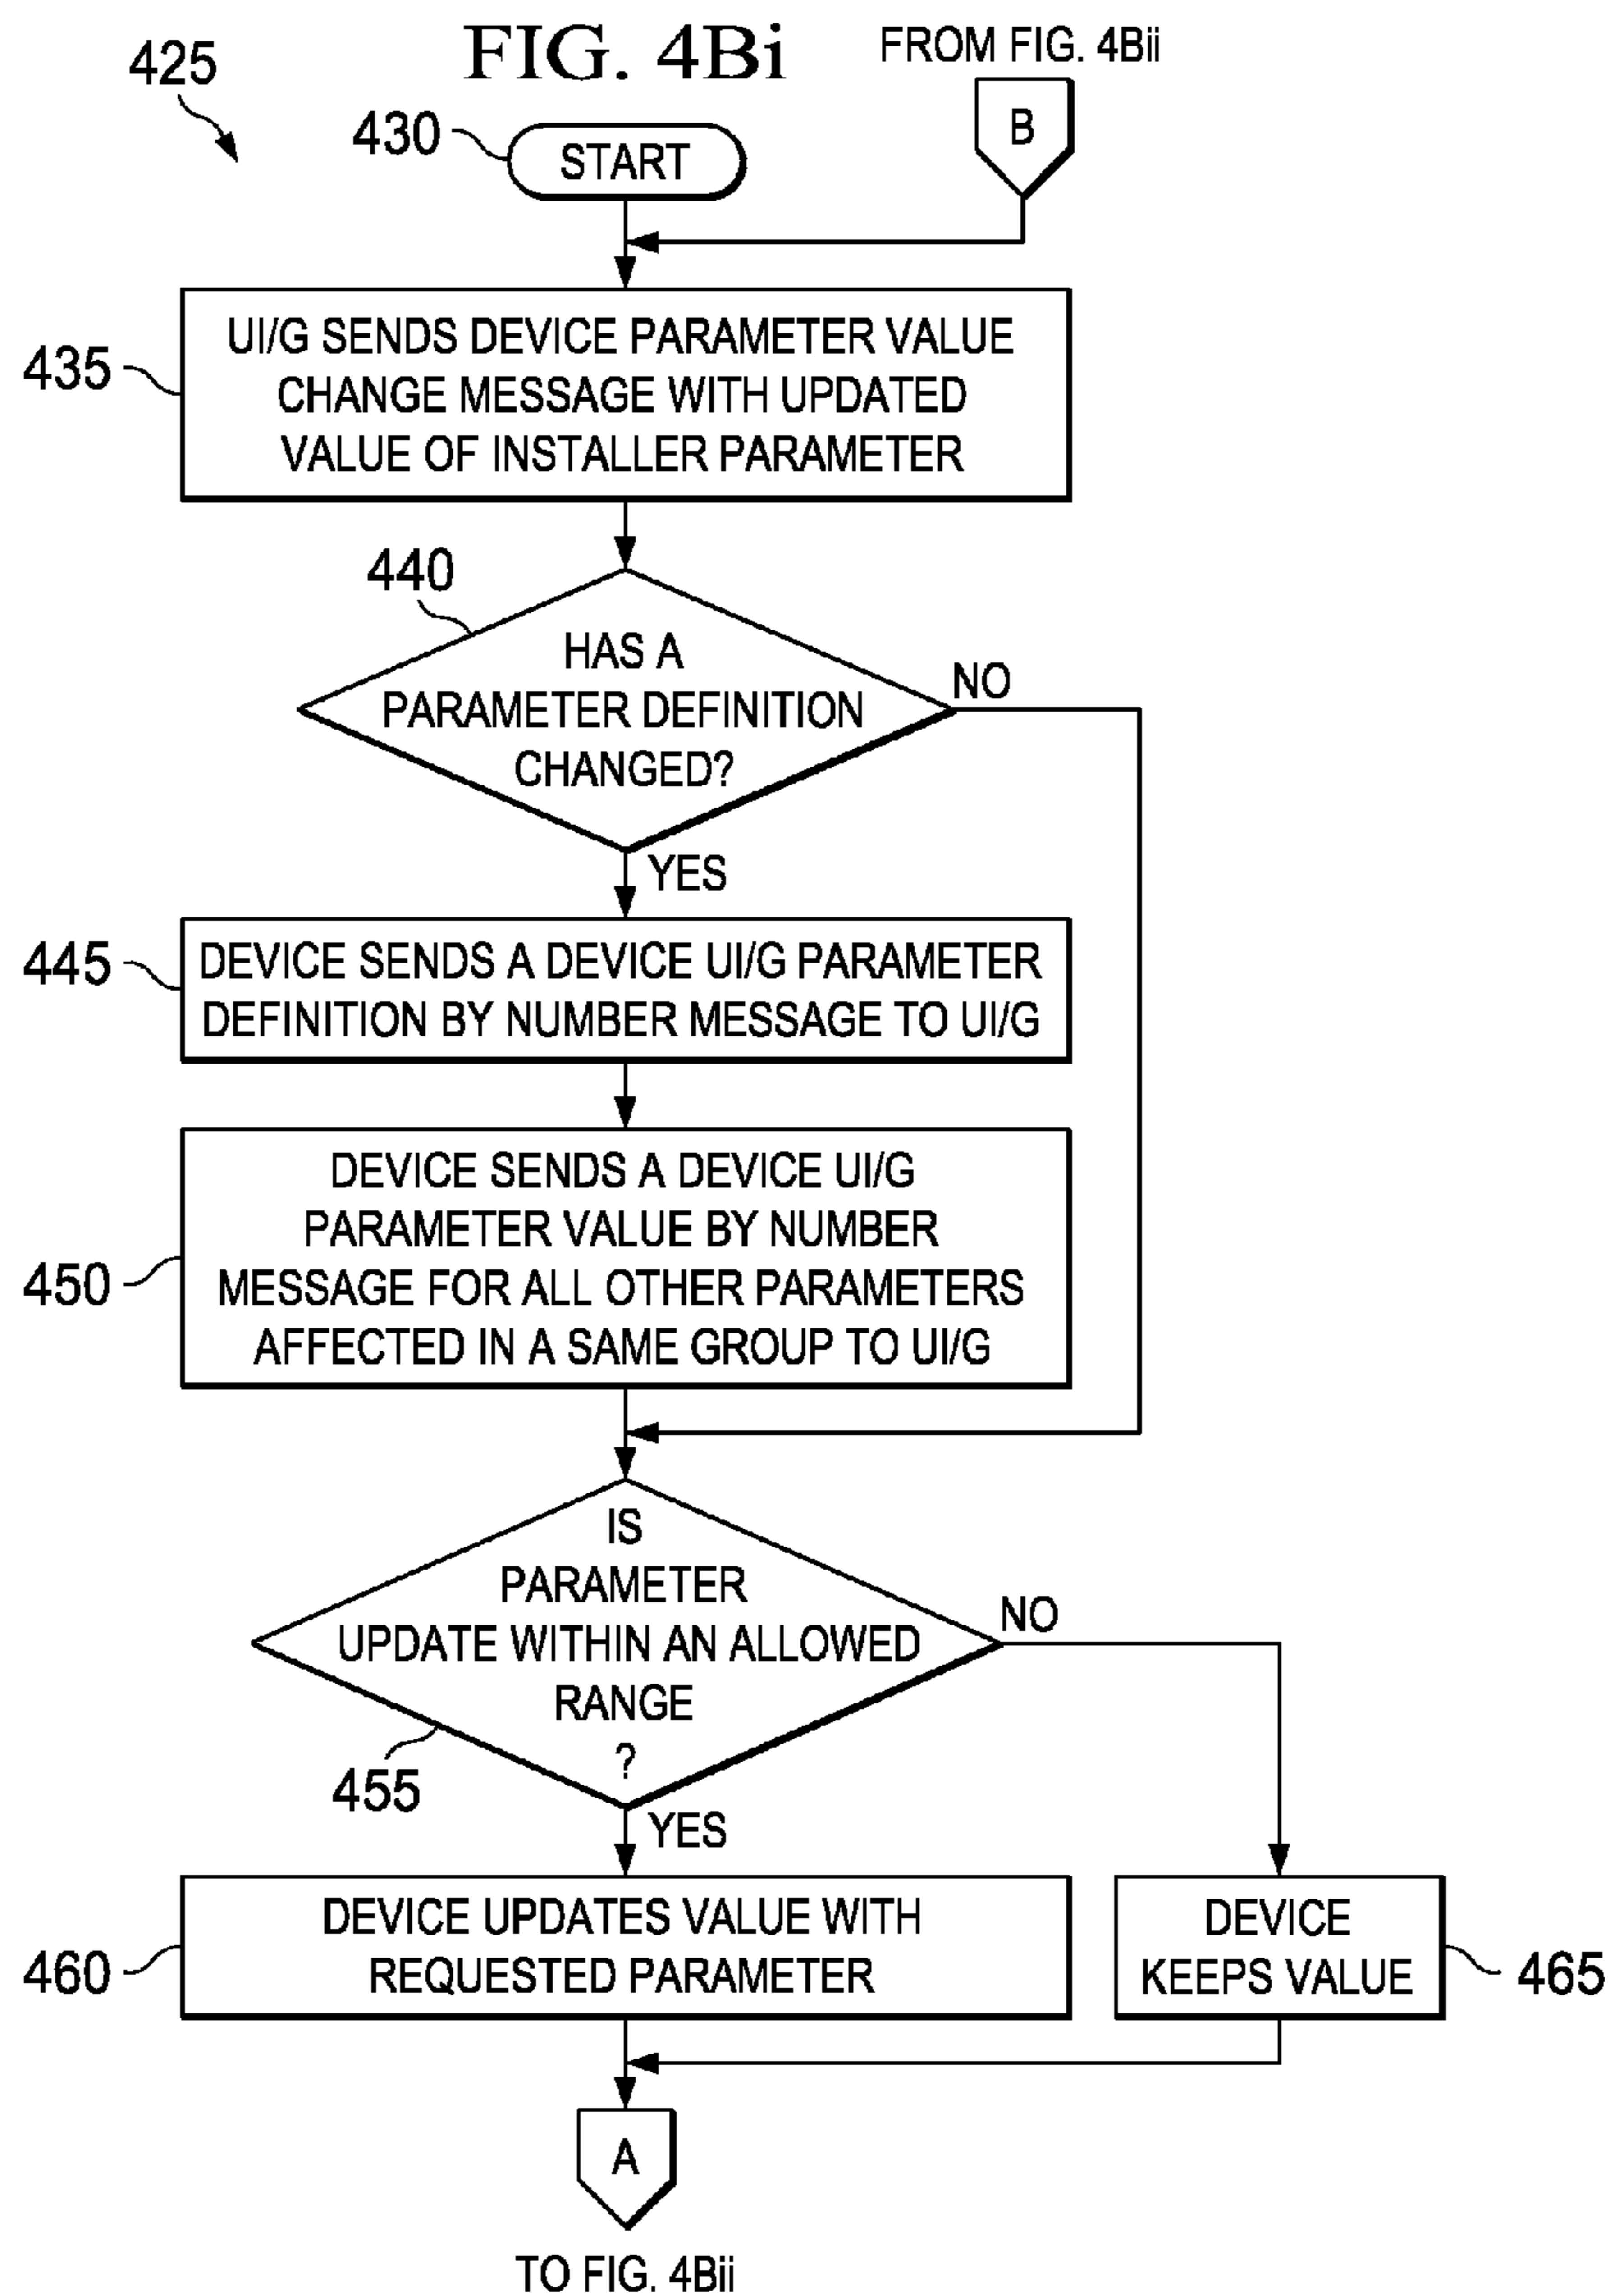 FIG. 4Bi
FROM FIG. 4Bii
425
430
START
B
435
UI/G SENDS DEVICE PARAMETER VALUE
CHANGE MESSAGE WITH UPDATED
VALUE OF INSTALLER PARAMETER
440
HAS A
PARAMETER DEFINITION
CHANGED?
NO
YES
445
DEVICE SENDS A DEVICE UI/G PARAMETER
DEFINITION BY NUMBER MESSAGE TO UI/G
450
DEVICE SENDS A DEVICE UI/G
PARAMETER VALUE BY NUMBER
MESSAGE FOR ALL OTHER PARAMETERS
AFFECTED IN A SAME GROUP TO UI/G
IS
PARAMETER
UPDATE WITHIN AN ALLOWED
RANGE
?
NO
455
YES
460
DEVICE UPDATES VALUE WITH
REQUESTED PARAMETER
DEVICE
KEEPS VALUE
465
A
TO FIG. 4Bii